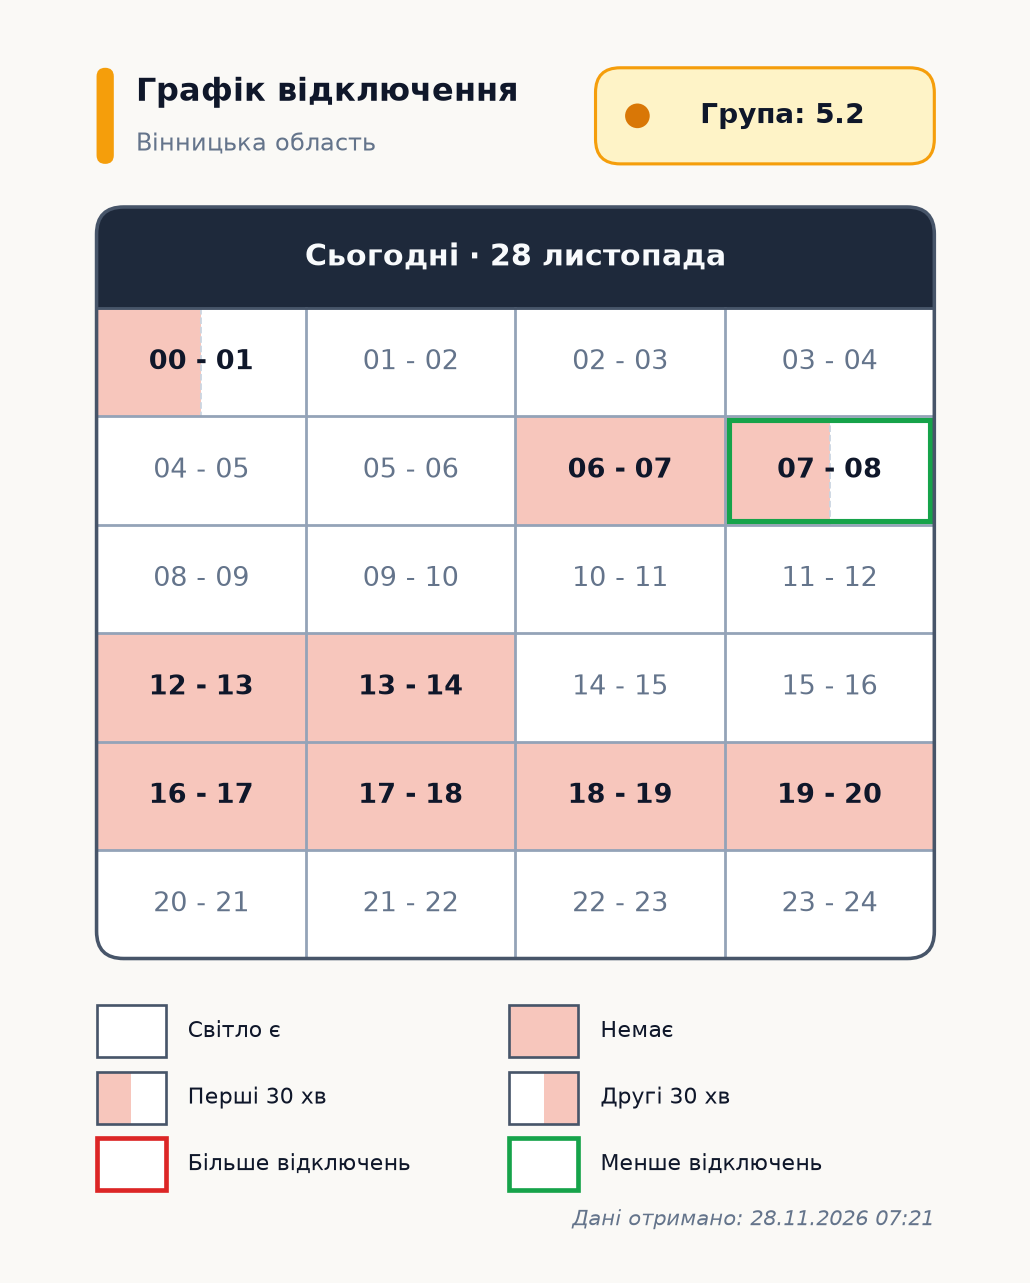 Графік відключення
Вінницька область
Група: 5.2
Сьогодні · 28 листопада
00 - 01 01 - 02 02 - 03 03 - 04
04 - 05 05 - 06 06 - 07 07 - 08
08 - 09 09 - 10 10 - 11 11 - 12
12 - 13 13 - 14 14 - 15 15 - 16
16 - 17 17 - 18 18 - 19 19 - 20
20 - 21 21 - 22 22 - 23 23 - 24
Світло є Немає
Перші 30 хв Другі 30 хв
Більше відключень Менше відключень
Дані отримано: 28.11.2026 07:21